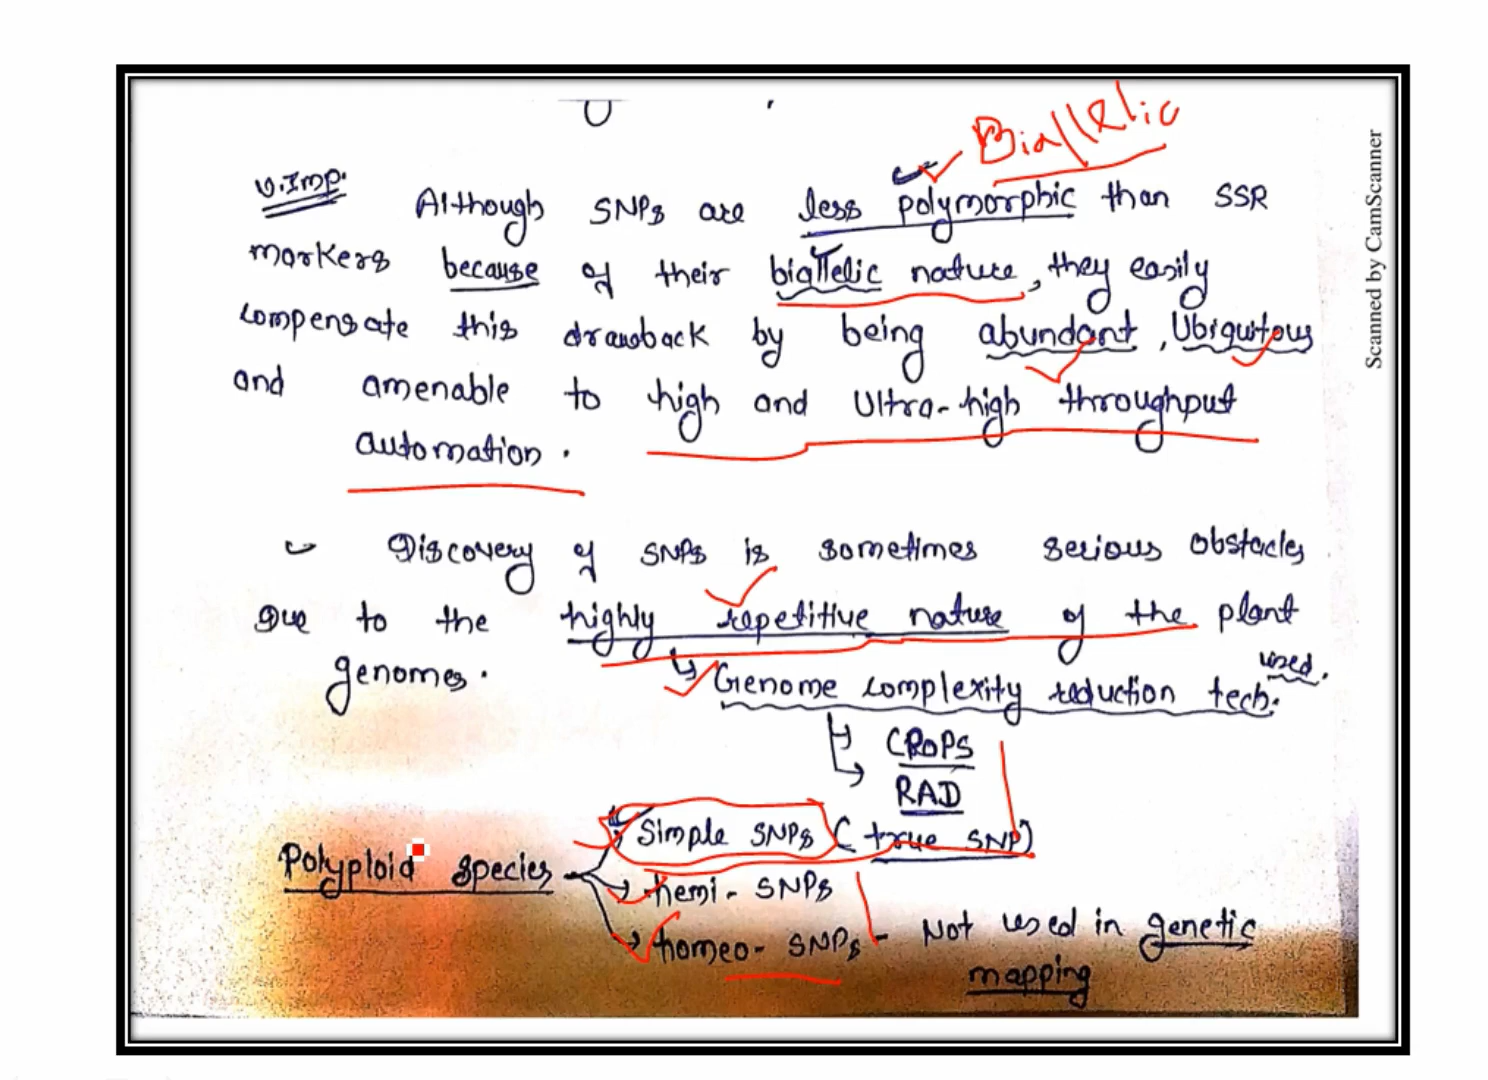 Biallelic
V.Imp. Although SNPs are less polymorphic than SSR
markers because of their biallelic nature, they easily
compensate this drawback by being abundant, Ubiquitous
and amenable to high and Ultra-high throughput
automation.
Discovery of SNPs is sometimes serious obstacles
Due to the highly repetitive nature of the plant
genomes.
Genome complexity reduction tech. used.
CROPS
RAD
Simple SNPs (true SNP)
Polyploid species
hemi-SNPs
homeo-SNPs - Not used in genetic
mapping
Scanned by CamScanner